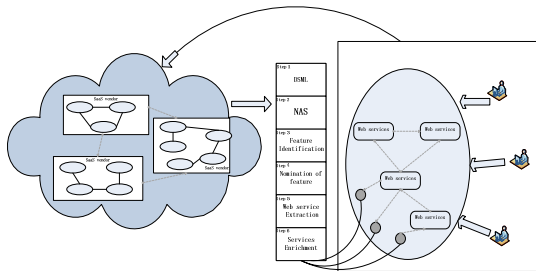 SaaS vendor
SaaS vendor
SaaS vendor
Step 1
DSML
Step 2
NAS
Step 3
Feature
Identification
Step 4
Nomination of
feature
Step 5
Web service
Extraction
Step 6
Services
Enrichment
Web services
Web services
Web services
Web services